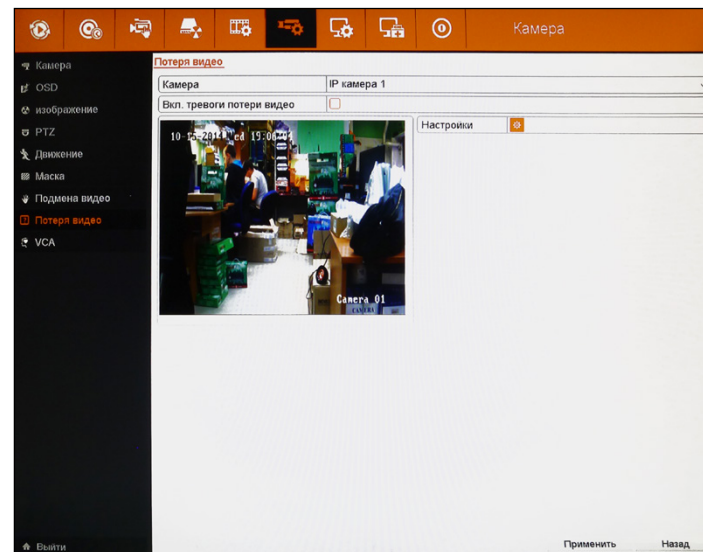 Камера
Камера
OSD
изображение
PTZ
Движение
Маска
Подмена видео
Потеря видео
VCA
Выйти
Потеря видео
Камера
IP камера 1
Вкл. тревоги потери видео
Настройки
Camera 01
CAMERA
Применить
Назад